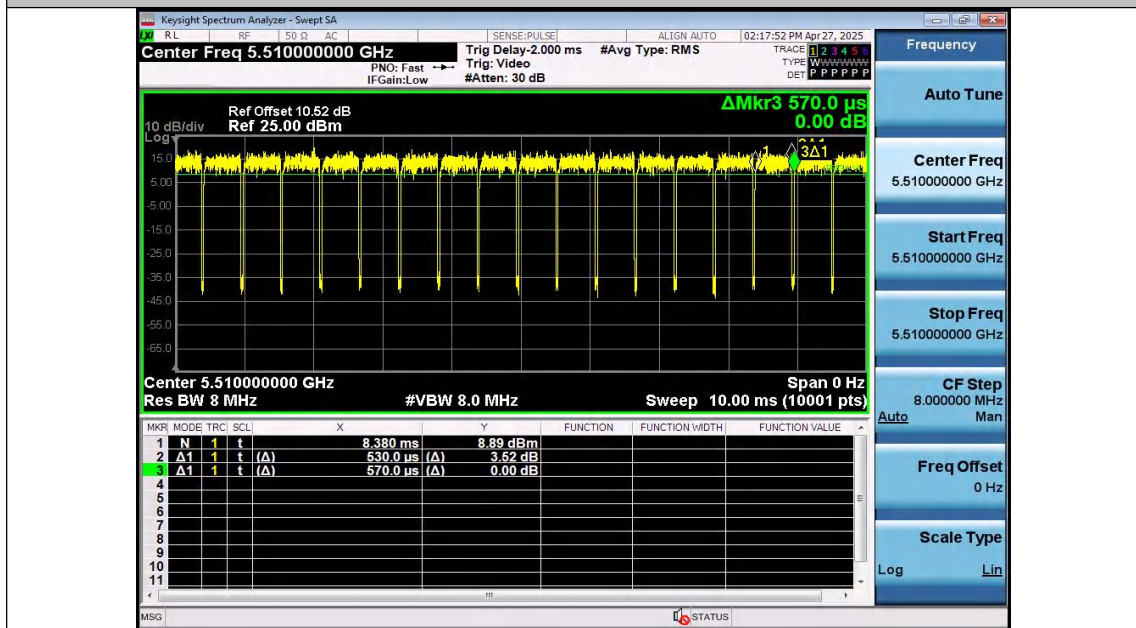 Keysight Spectrum Analyzer - Swept SA
LXI RL RF 50 Ω AC SENSE:PULSE ALIGN AUTO 02:17:52 PM Apr 27, 2025
Center Freq 5.510000000 GHz
PNO: Fast
IFGain:Low
Trig Delay-2.000 ms
Trig: Video
#Atten: 30 dB
#Avg Type: RMS
TRACE 1 2 3 4 5 6
TYPE W
DET P P P P P P
Ref Offset 10.52 dB
10 dB/div Ref 25.00 dBm
Log
ΔMkr3 570.0 μs
0.00 dB
15.0
5.00
-5.00
-15.0
-25.0
-35.0
-45.0
-55.0
-65.0
1
3Δ1
Center 5.510000000 GHz Span 0 Hz
Res BW 8 MHz #VBW 8.0 MHz Sweep 10.00 ms (10001 pts)
MKR MODE TRC SCL X Y FUNCTION FUNCTION WIDTH FUNCTION VALUE
1 N 1 t 8.380 ms 8.89 dBm
2 Δ1 1 t (Δ) 530.0 μs (Δ) 3.52 dB
3 Δ1 1 t (Δ) 570.0 μs (Δ) 0.00 dB
4
5
6
7
8
9
10
11
MSG STATUS
Frequency
Auto Tune
Center Freq
5.510000000 GHz
Start Freq
5.510000000 GHz
Stop Freq
5.510000000 GHz
CF Step
8.000000 MHz
Auto Man
Freq Offset
0 Hz
Scale Type
Log Lin